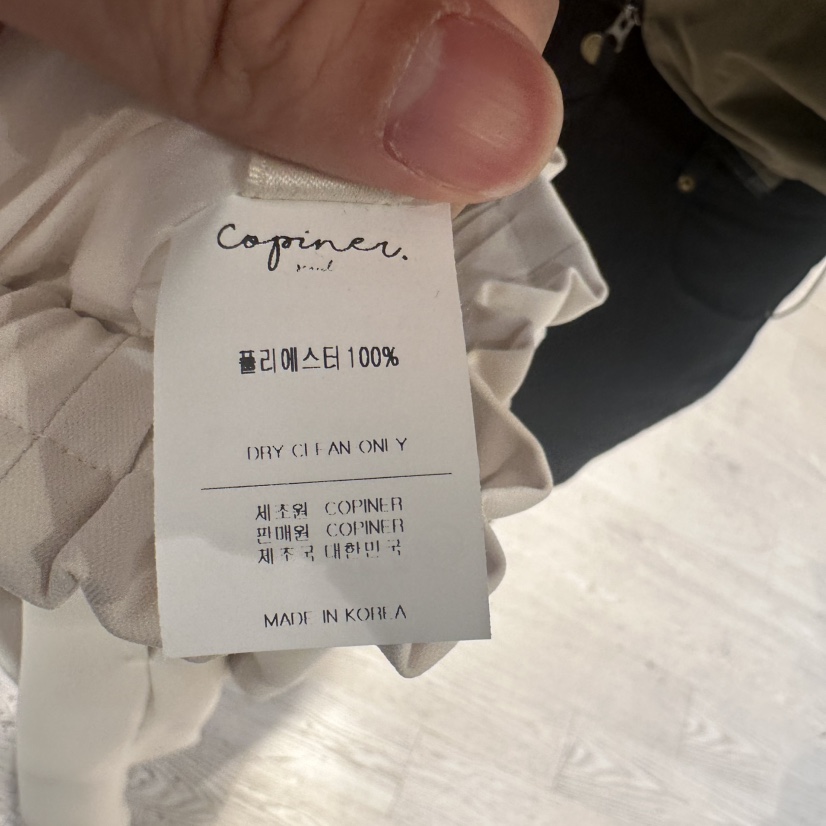 Copiner.
seoul
폴리에스터 100%
DRY CLEAN ONLY
제조원 COPINER
판매원 COPINER
제조국 대한민국
MADE IN KOREA